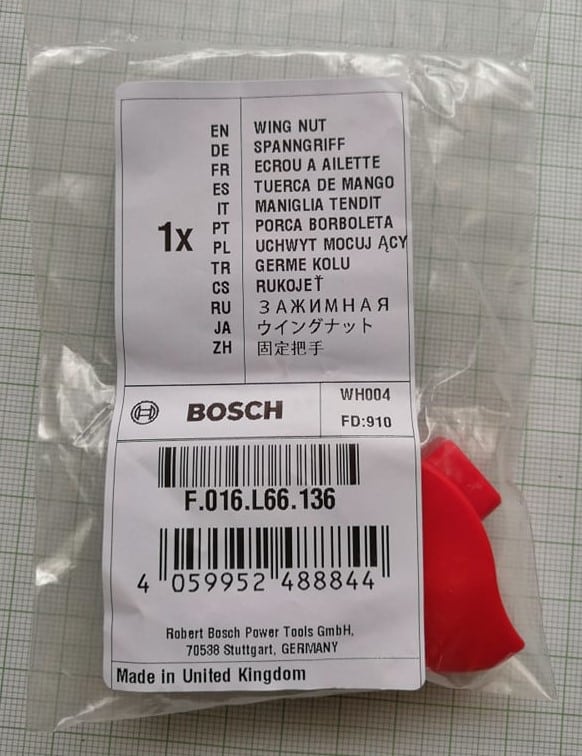 1x
EN WING NUT
DE SPANNGRIFF
FR ECROU A AILETTE
ES TUERCA DE MANGO
IT MANIGLIA TENDIT
PT PORCA BORBOLETA
PL UCHWYT MOCUJ ĄCY
TR GERME KOLU
CS RUKOJEŤ
RU ЗАЖИМНАЯ
JA ウイングナット
ZH 固定把手
BOSCH
WH004
FD:910
F.016.L66.136
4 059952 488844
Robert Bosch Power Tools GmbH,
70538 Stuttgart, GERMANY
Made in United Kingdom